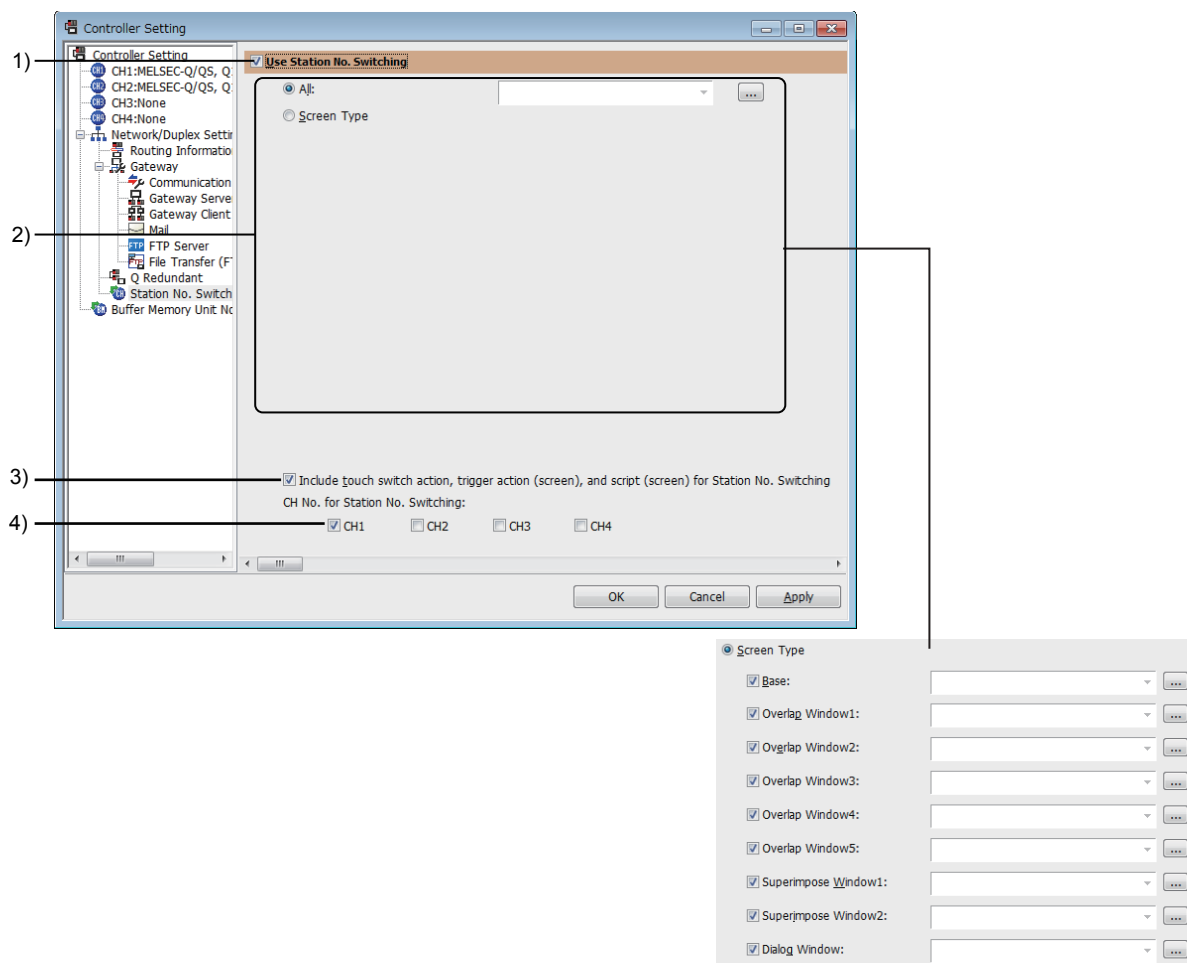 Controller Setting
Controller Setting
CH1:MELSEC-Q/QS, Q
CH2:MELSEC-Q/QS, Q
CH3:None
CH4:None
Network/Duplex Settir
Routing Informatio
Gateway
Communication
Gateway Serve
Gateway Client
Mail
FTP Server
File Transfer (F
Q Redundant
Station No. Switch
Buffer Memory Unit No
1)
Use Station No. Switching
All:
...
Screen Type
2)
3)
Include touch switch action, trigger action (screen), and script (screen) for Station No. Switching
CH No. for Station No. Switching:
4)
CH1 CH2 CH3 CH4
OK Cancel Apply
Screen Type
Base: ...
Overlap Window1: ...
Overlap Window2: ...
Overlap Window3: ...
Overlap Window4: ...
Overlap Window5: ...
Superimpose Window1: ...
Superimpose Window2: ...
Dialog Window: ...